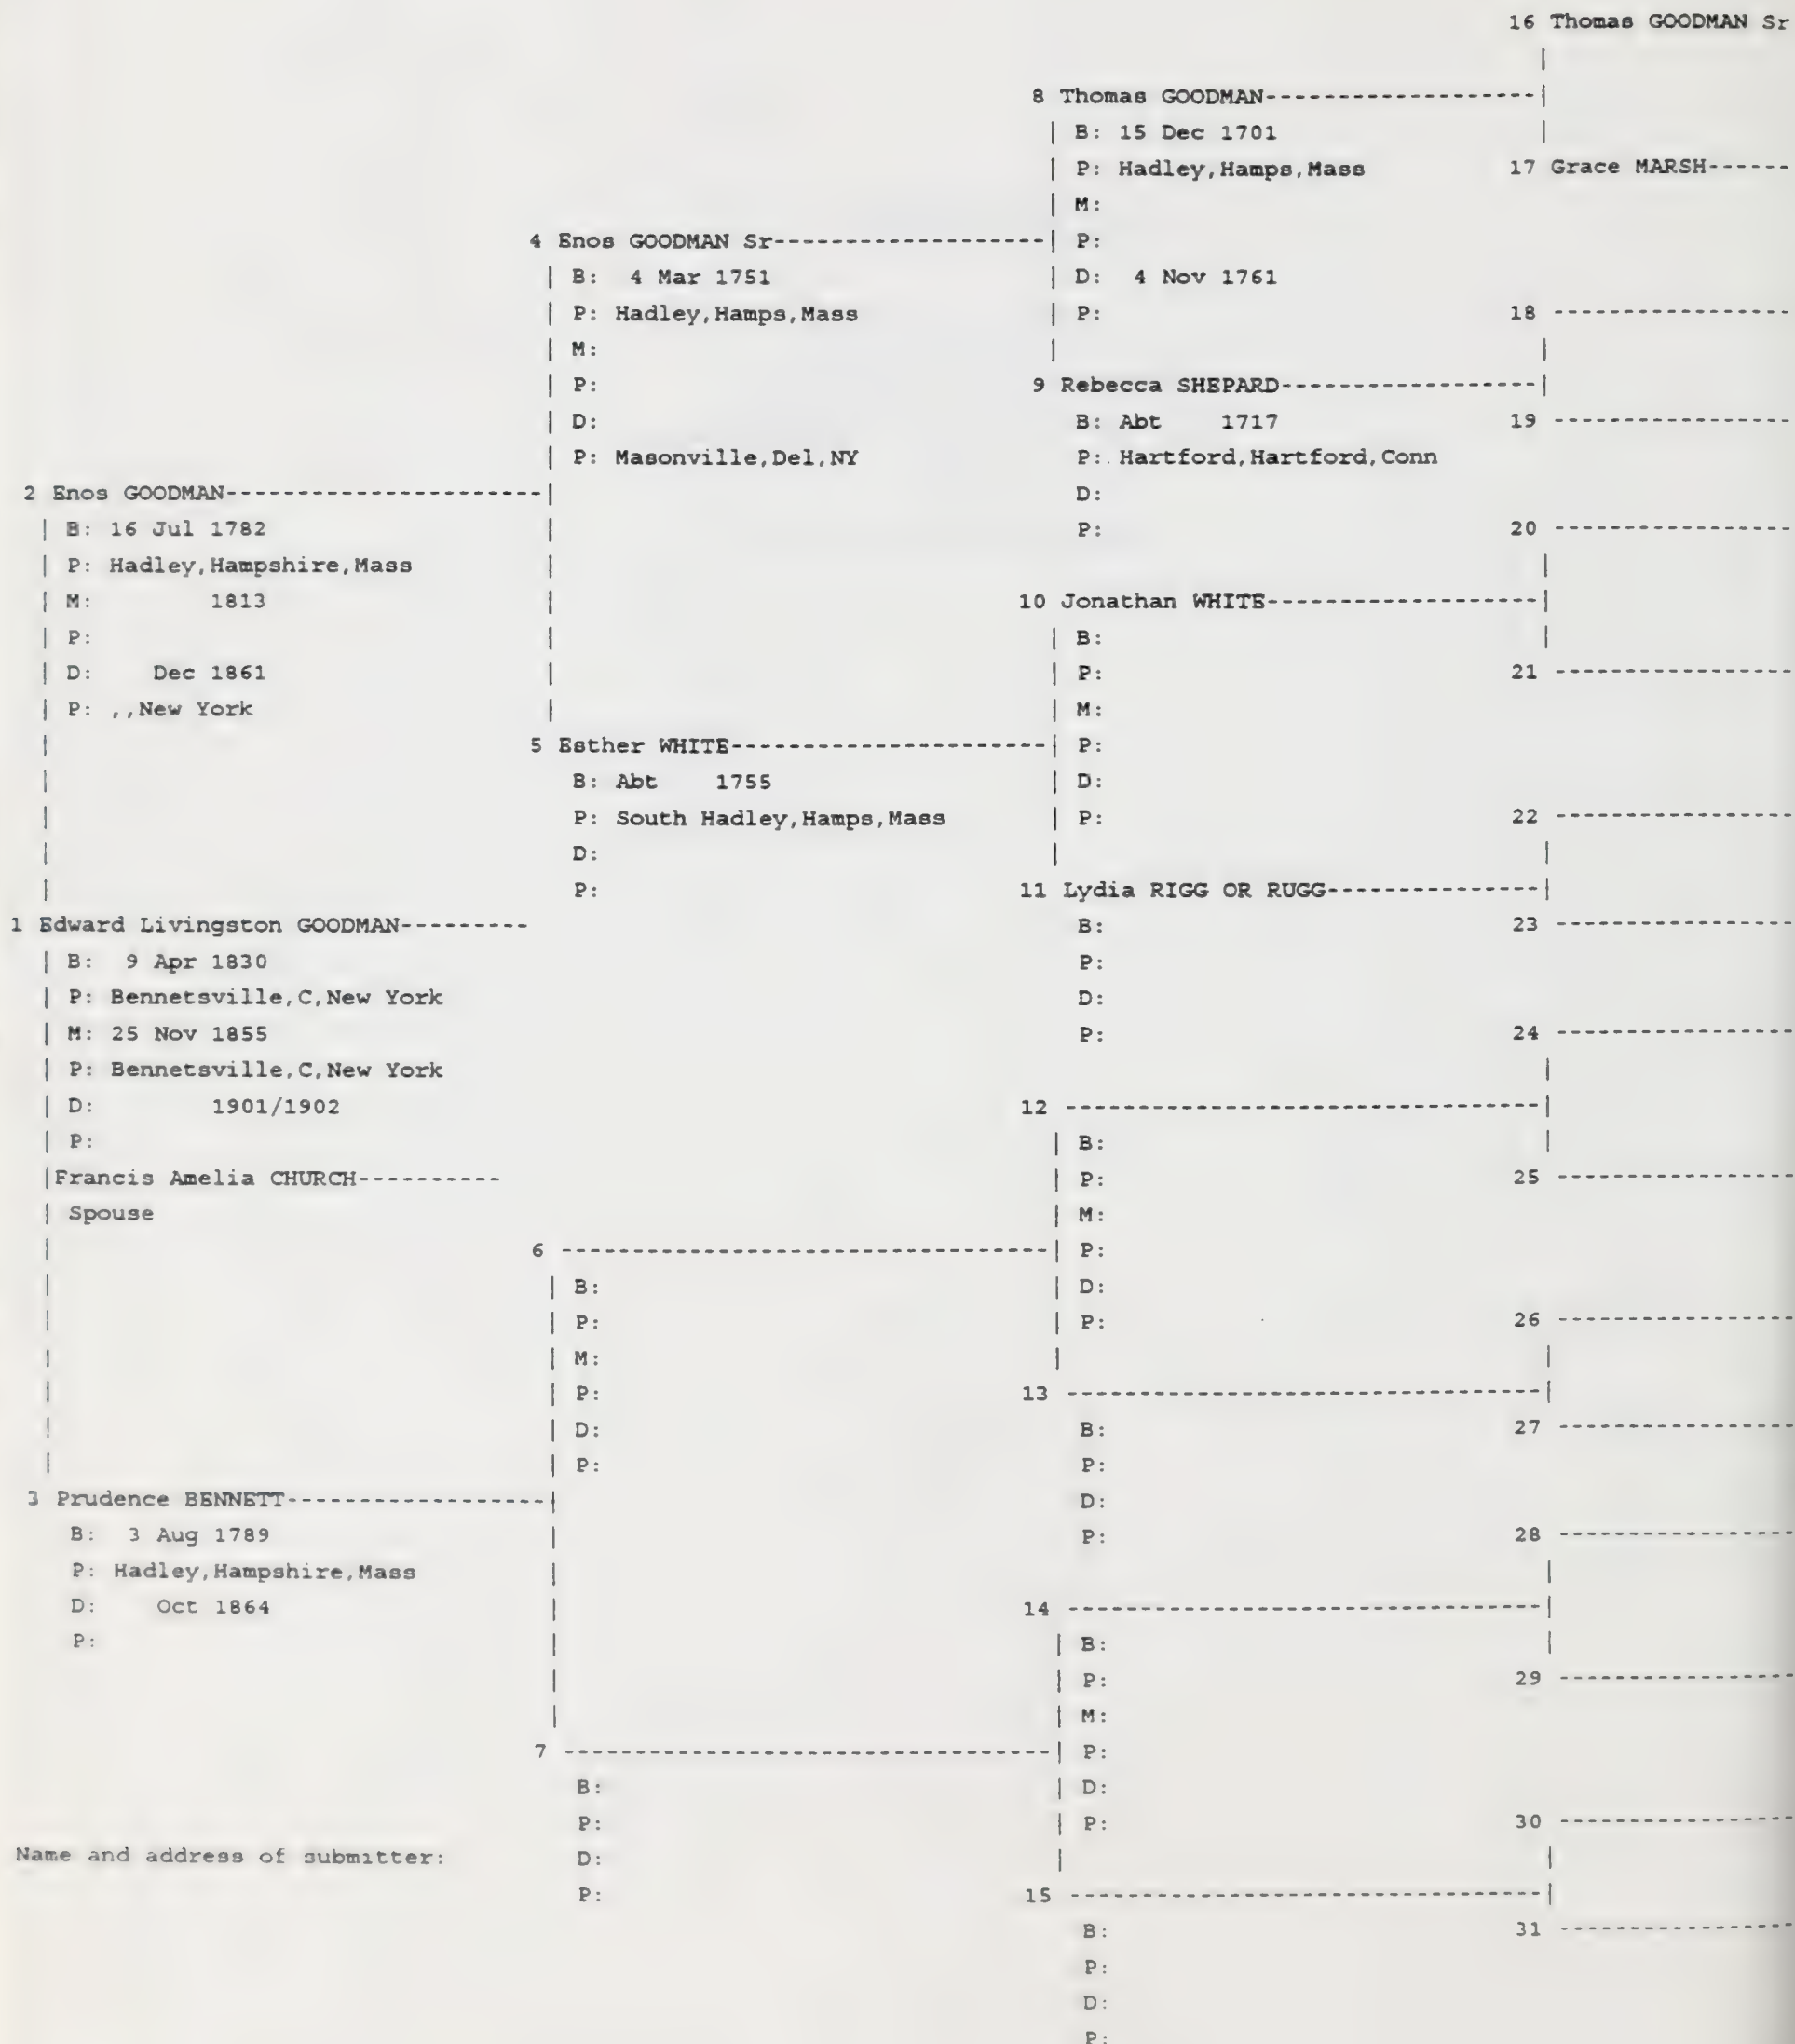 16 Thomas GOODMAN Sr
8 Thomas GOODMAN-------------------|
| B: 15 Dec 1701
| P: Hadley,Hamps,Mass 17 Grace MARSH------
| M:
4 Enos GOODMAN Sr-------------------| P:
| B: 4 Mar 1751 | D: 4 Nov 1761
| P: Hadley,Hamps,Mass | P: 18 -----------------
| M:
| P: 9 Rebecca SHEPARD------------------|
| D: B: Abt 1717 19 -----------------
| P: Masonville,Del,NY P: Hartford,Hartford,Conn
2 Enos GOODMAN----------------------| D:
| B: 16 Jul 1782 P: 20 -----------------
| P: Hadley,Hampshire,Mass
| M: 1813 10 Jonathan WHITE-------------------|
| P: | B:
| D: Dec 1861 | P: 21 -----------------
| P: ,,New York | M:
5 Esther WHITE----------------------| P:
B: Abt 1755 | D:
P: South Hadley,Hamps,Mass | P: 22 -----------------
D:
P: 11 Lydia RIGG OR RUGG---------------|
1 Edward Livingston GOODMAN--------- B: 23 -----------------
| B: 9 Apr 1830 P:
| P: Bennetsville,C,New York D:
| M: 25 Nov 1855 P: 24 -----------------
| P: Bennetsville,C,New York
| D: 1901/1902 12 ---------------------------------|
| P: | B:
|Francis Amelia CHURCH---------- | P: 25 -----------------
| Spouse | M:
6 ----------------------------------| P:
| B: | D:
| P: | P: 26 -----------------
| M:
| P: 13 ---------------------------------|
| D: B: 27 -----------------
| P: P:
3 Prudence BENNETT------------------| D:
B: 3 Aug 1789 P: 28 -----------------
P: Hadley,Hampshire,Mass
D: Oct 1864 14 ---------------------------------|
P: | B:
| P: 29 -----------------
| M:
7 ----------------------------------| P:
B: | D:
P: | P: 30 -----------------
Name and address of submitter: D:
P: 15 ---------------------------------|
B: 31 -----------------
P:
D:
P: